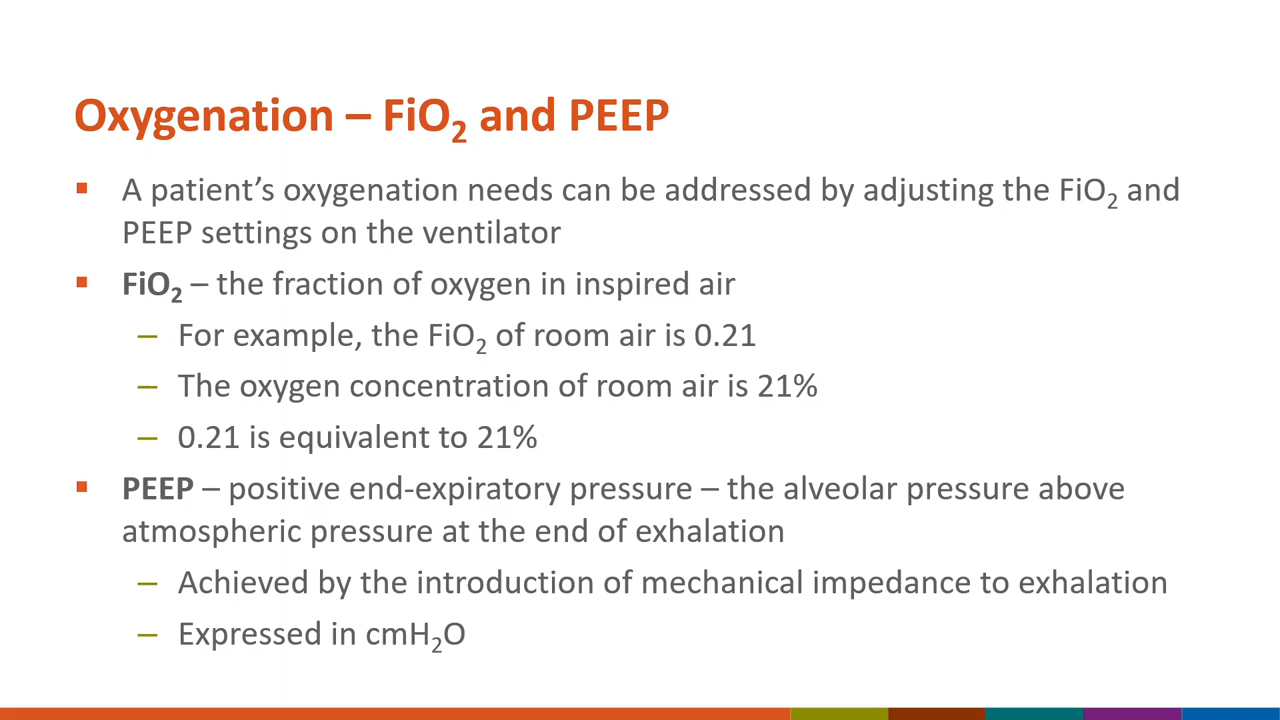 Oxygenation – FiO₂ and PEEP
▪ A patient’s oxygenation needs can be addressed by adjusting the FiO₂ and
PEEP settings on the ventilator
▪ FiO₂ – the fraction of oxygen in inspired air
– For example, the FiO₂ of room air is 0.21
– The oxygen concentration of room air is 21%
– 0.21 is equivalent to 21%
▪ PEEP – positive end-expiratory pressure – the alveolar pressure above
atmospheric pressure at the end of exhalation
– Achieved by the introduction of mechanical impedance to exhalation
– Expressed in cmH₂O